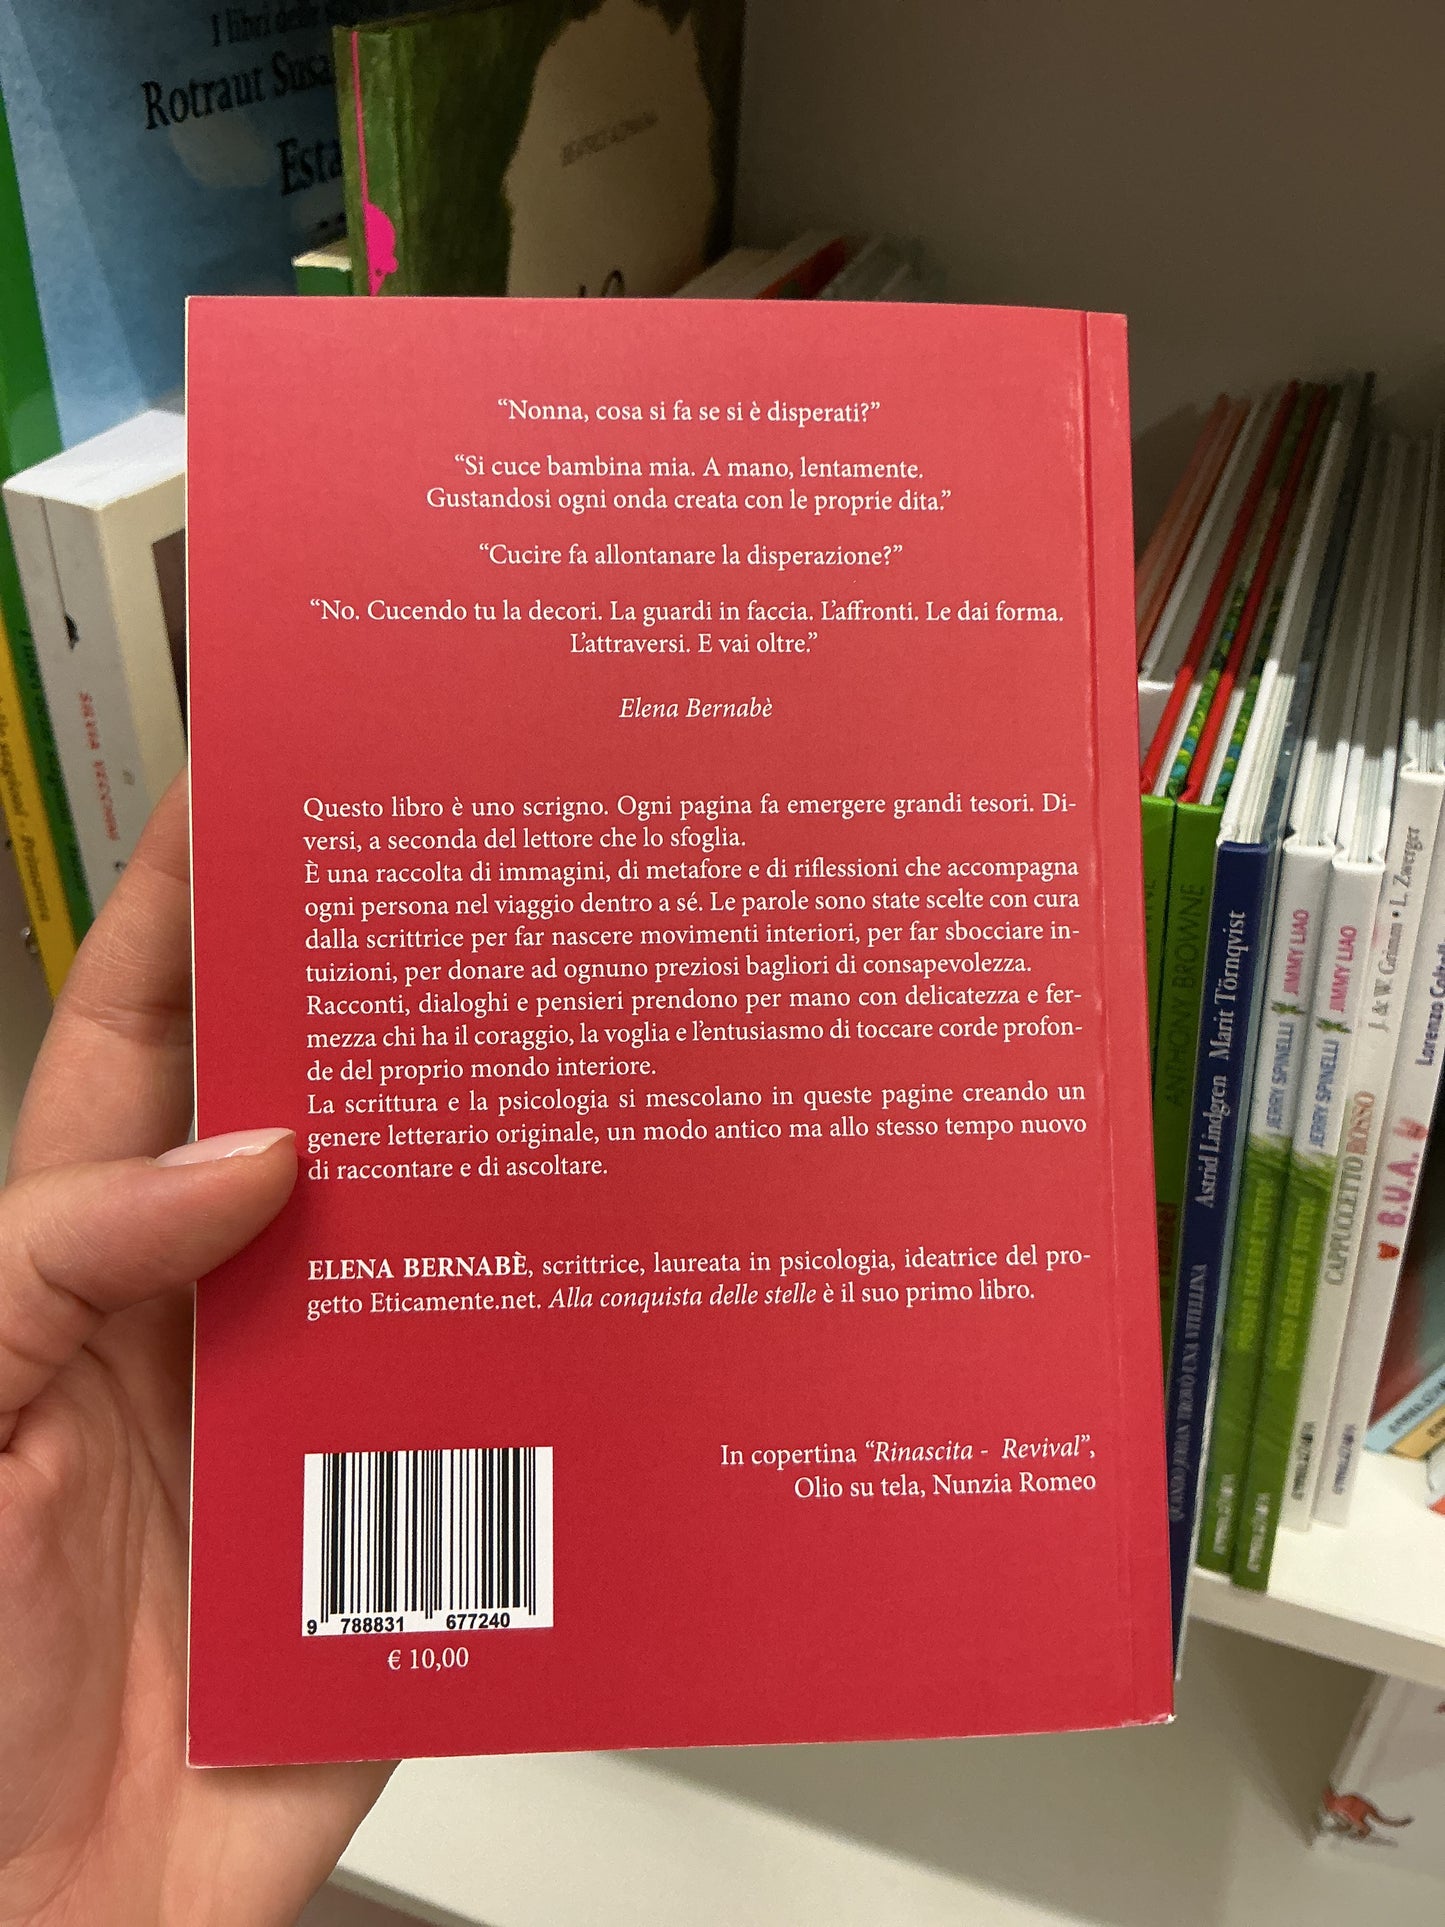 I libri delle
Rotraut Susa
Esta
“Nonna, cosa si fa se si è disperati?”
“Si cuce bambina mia. A mano, lentamente.
Gustandosi ogni onda creata con le proprie dita.”
“Cucire fa allontanare la disperazione?”
“No. Cucendo tu la decori. La guardi in faccia. L’affronti. Le dai forma.
L’attraversi. E vai oltre.”
Elena Bernabè
Questo libro è uno scrigno. Ogni pagina fa emergere grandi tesori. Di-
versi, a seconda del lettore che lo sfoglia.
È una raccolta di immagini, di metafore e di riflessioni che accompagna
ogni persona nel viaggio dentro a sé. Le parole sono state scelte con cura
dalla scrittrice per far nascere movimenti interiori, per far sbocciare in-
tuizioni, per donare ad ognuno preziosi bagliori di consapevolezza.
Racconti, dialoghi e pensieri prendono per mano con delicatezza e fer-
mezza chi ha il coraggio, la voglia e l’entusiasmo di toccare corde profon-
de del proprio mondo interiore.
La scrittura e la psicologia si mescolano in queste pagine creando un
genere letterario originale, un modo antico ma allo stesso tempo nuovo
di raccontare e di ascoltare.
ELENA BERNABÈ, scrittrice, laureata in psicologia, ideatrice del pro-
getto Eticamente.net. Alla conquista delle stelle è il suo primo libro.
In copertina “Rinascita - Revival”,
Olio su tela, Nunzia Romeo
9 788831 677240
€ 10,00
ANTHONY BROWNE
Astrid Lindgren Marit Törnqvist
JERRY SPINELLI JIMMY LIAO
POSSO ESSERE TUTTO!
JERRY SPINELLI JIMMY LIAO
POSSO ESSERE TUTTO!
J. & W. Grimm • L. Zwerger
CAPPUCCETTO ROSSO
Lorenzo
B.U.A.